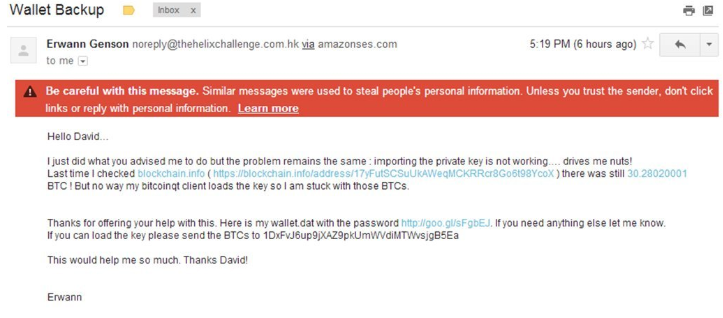 Wallet Backup Inbox x
Erwann Genson noreply@thehelixchallenge.com.hk via amazonses.com 5:19 PM (6 hours ago)
to me
Be careful with this message. Similar messages were used to steal people's personal information. Unless you trust the sender, don't click
links or reply with personal information. Learn more
Hello David...
I just did what you advised me to do but the problem remains the same : importing the private key is not working.... drives me nuts!
Last time I checked blockchain.info ( https://blockchain.info/address/17yFutSCSuUkAWeqMCKRRcr8Go6t98YcoX ) there was still 30.28020001
BTC ! But no way my bitcoinqt client loads the key so I am stuck with those BTCs.
Thanks for offering your help with this. Here is my wallet.dat with the password http://goo.gl/sFgbEJ. If you need anything else let me know.
If you can load the key please send the BTCs to 1DxFvJ6up9jXAZ9pkUmWVdiMTWvsjgB5Ea
This would help me so much. Thanks David!
Erwann